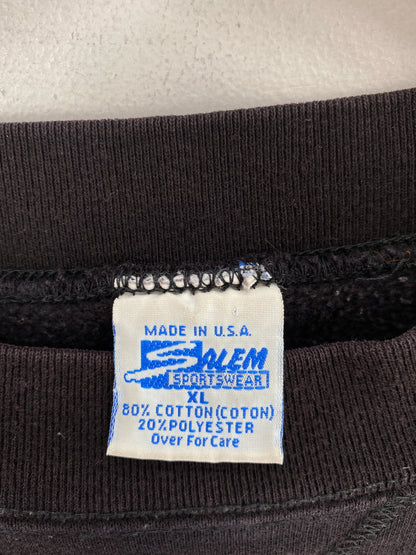 MADE IN U.S.A.
SALEM
SPORTSWEAR
XL
80% COTTON (COTON)
20% POLYESTER
Over For Care